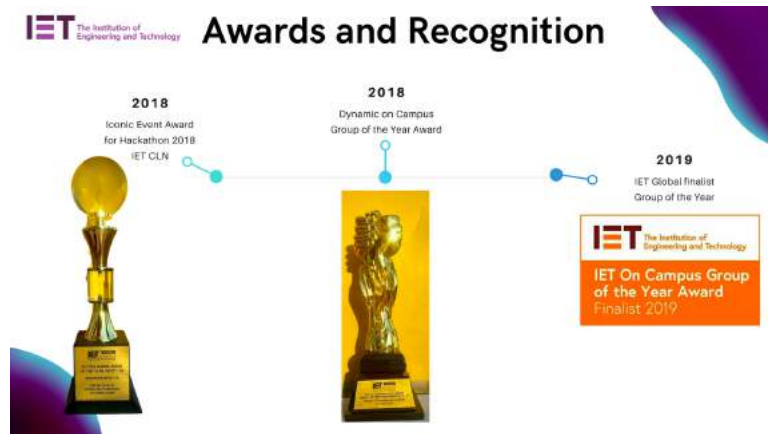 IET The Institution of
Engineering and Technology
Awards and Recognition
2018
Iconic Event Award
for Hackathon 2018
IET CLN
2018
Dynamic on Campus
Group of the Year Award
2019
IET Global finalist
Group of the Year
IET The Institution of
Engineering and Technology
IET On Campus Group
of the Year Award
Finalist 2019
IET
IET